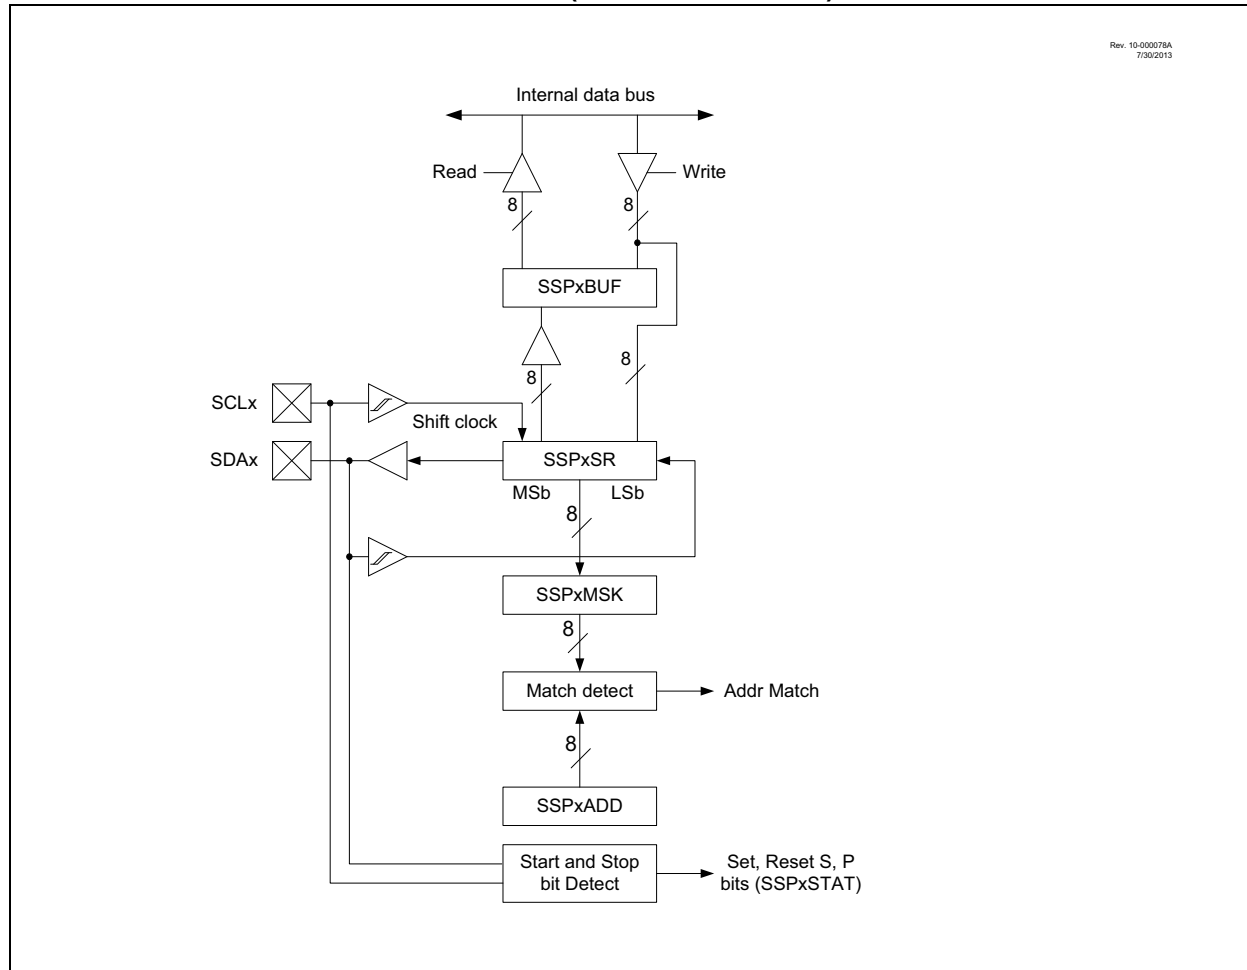 Rev. 10-000078A
7/30/2013
Internal data bus
Read
Write
8
8
SSPxBUF
8
8
SCLx
Shift clock
SDAx
SSPxSR
MSb
LSb
8
SSPxMSK
8
Match detect
Addr Match
8
SSPxADD
Start and Stop
bit Detect
Set, Reset S, P
bits (SSPxSTAT)